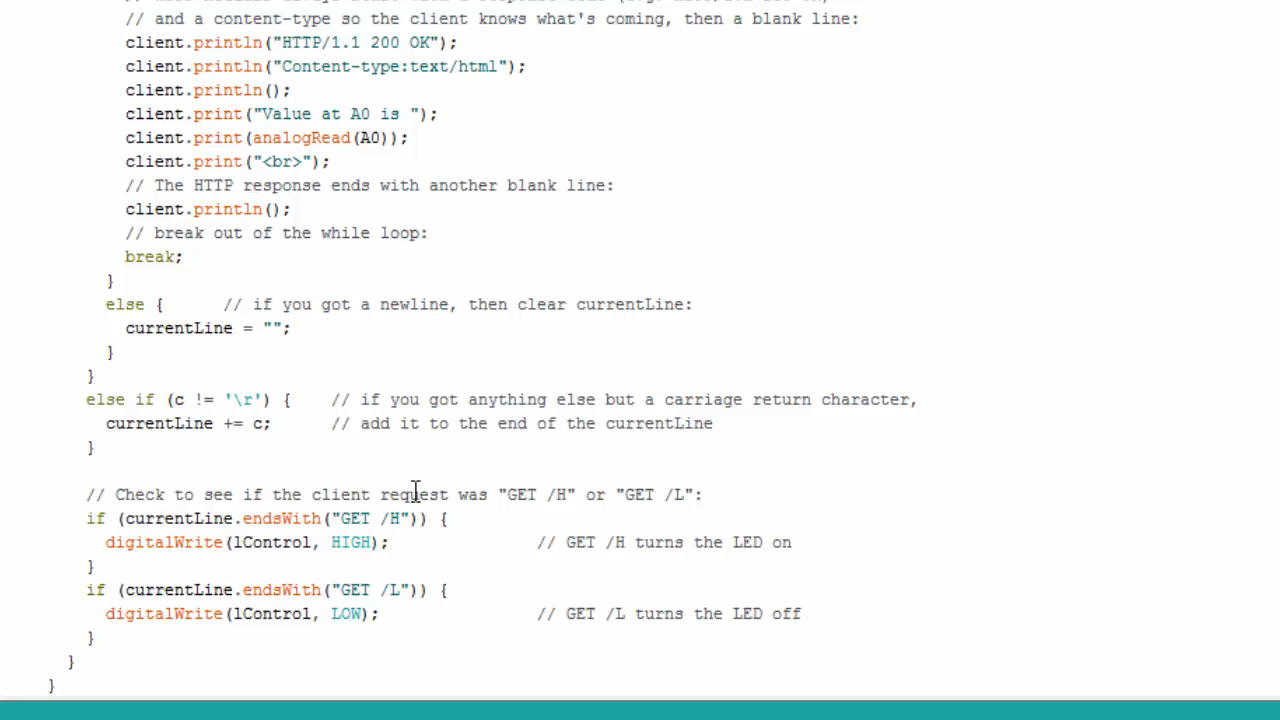 // and a content-type so the client knows what's coming, then a blank line:
client.println("HTTP/1.1 200 OK");
client.println("Content-type:text/html");
client.println();
client.print("Value at A0 is ");
client.print(analogRead(A0));
client.print("<br>");
// The HTTP response ends with another blank line:
client.println();
// break out of the while loop:
break;
}
else {      // if you got a newline, then clear currentLine:
currentLine = "";
}
}
else if (c != '\r') {    // if you got anything else but a carriage return character,
currentLine += c;      // add it to the end of the currentLine
}
// Check to see if the client request was "GET /H" or "GET /L":
if (currentLine.endsWith("GET /H")) {
digitalWrite(lControl, HIGH);               // GET /H turns the LED on
}
if (currentLine.endsWith("GET /L")) {
digitalWrite(lControl, LOW);                // GET /L turns the LED off
}
}
}